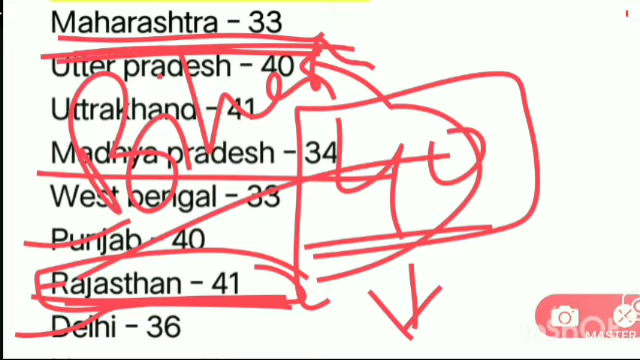 Maharashtra – 33
Utter pradesh – 40
Uttrakhand – 41
Madhya pradesh – 34
West bengal – 33
Punjab – 40
Rajasthan – 41
Delhi – 36
MASTER